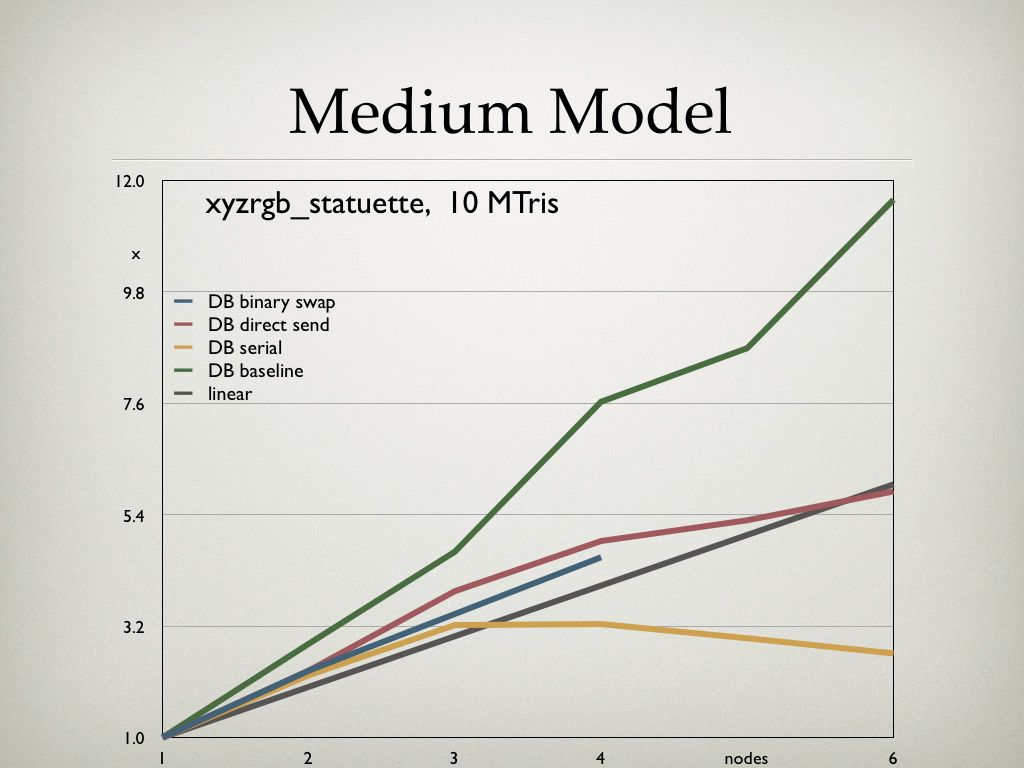 Medium Model
12.0
xyzrgb_statuette, 10 MTris
x
9.8
DB binary swap
DB direct send
DB serial
DB baseline
linear
7.6
5.4
3.2
1.0
1 2 3 4 nodes 6